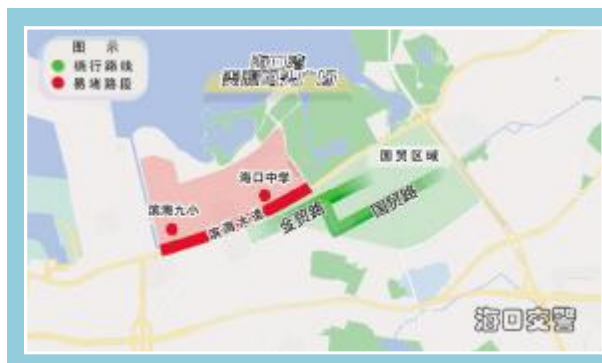 图 示
绕行路线
易堵路段
海口湾
国贸区域
海口中学
滨海九小
滨海大道
金贸路
国贸路
海口交警